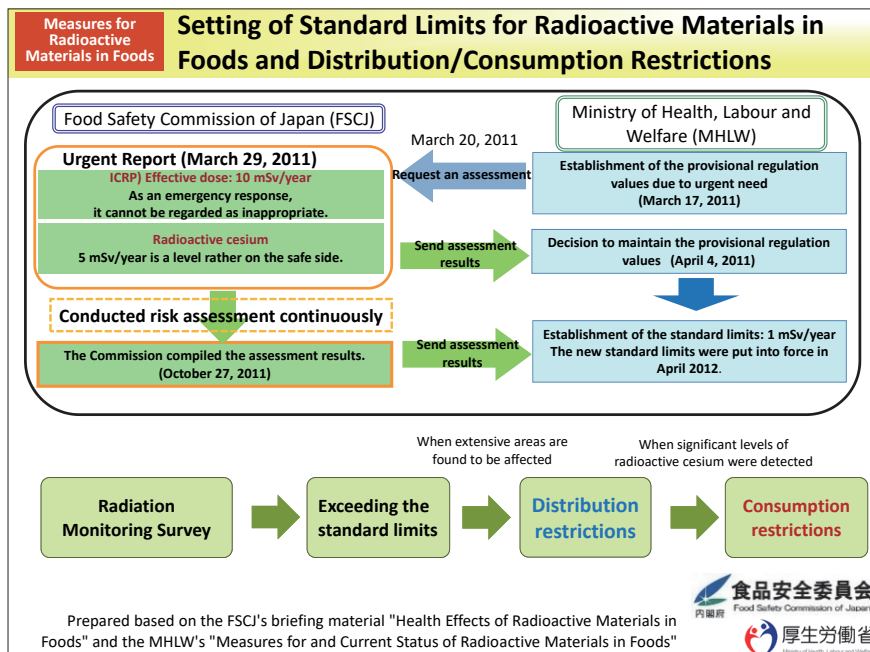 Measures for
Radioactive
Materials in Foods
Setting of Standard Limits for Radioactive Materials in
Foods and Distribution/Consumption Restrictions
Food Safety Commission of Japan (FSCJ)
Ministry of Health, Labour and
Welfare (MHLW)
Urgent Report (March 29, 2011)
ICRP) Effective dose: 10 mSv/year
As an emergency response,
it cannot be regarded as inappropriate.
Radioactive cesium
5 mSv/year is a level rather on the safe side.
March 20, 2011
Request an assessment
Establishment of the provisional regulation
values due to urgent need
(March 17, 2011)
Send assessment
results
Decision to maintain the provisional regulation
values (April 4, 2011)
Conducted risk assessment continuously
The Commission compiled the assessment results.
(October 27, 2011)
Send assessment
results
Establishment of the standard limits: 1 mSv/year
The new standard limits were put into force in
April 2012.
When extensive areas are
found to be affected
When significant levels of
radioactive cesium were detected
Radiation
Monitoring Survey
Exceeding the
standard limits
Distribution
restrictions
Consumption
restrictions
Prepared based on the FSCJ's briefing material "Health Effects of Radioactive Materials in
Foods" and the MHLW's "Measures for and Current Status of Radioactive Materials in Foods"
内閣府
食品安全委員会
Food Safety Commission of Japan
厚生労働省
Ministry of Health, Labour and Welfare